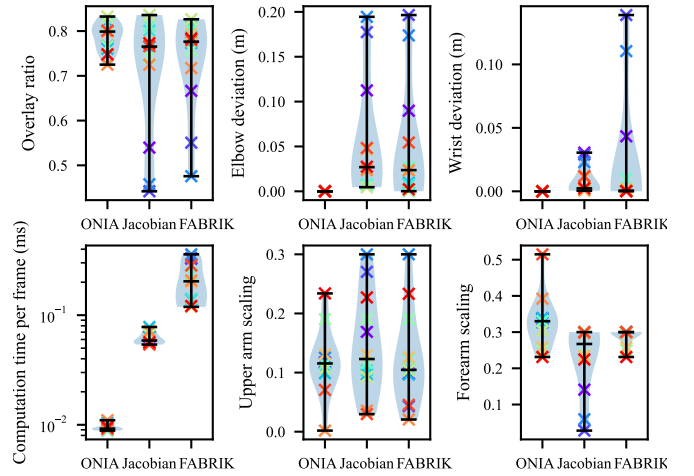 Overlay ratio
0.8
0.7
0.6
0.5
ONIA Jacobian FABRIK
Elbow deviation (m)
0.20
0.15
0.10
0.05
0.00
ONIA Jacobian FABRIK
Wrist deviation (m)
0.10
0.05
0.00
ONIA Jacobian FABRIK
Computation time per frame (ms)
10⁻¹
10⁻²
ONIA Jacobian FABRIK
Upper arm scaling
0.3
0.2
0.1
0.0
ONIA Jacobian FABRIK
Forearm scaling
0.5
0.4
0.3
0.2
0.1
ONIA Jacobian FABRIK